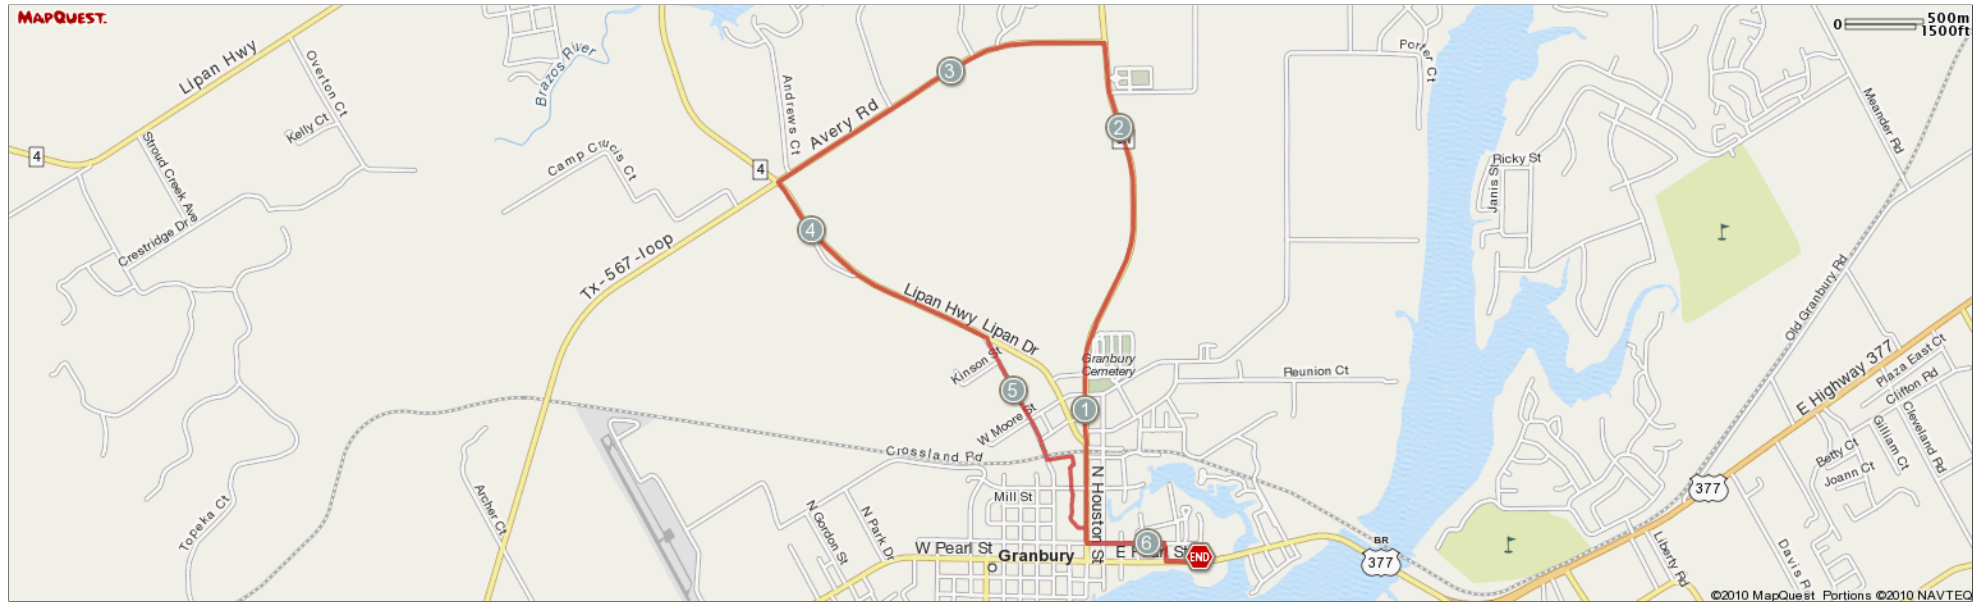 MAPQUEST.
0 500m
1500ft
Lipan Hwy
Overton Ct
Brazos River
Andrews Ct
Avery Rd
3
Porter Ct
Meander Rd
2
4
Kelly Ct
Stroud Creek Ave
Camp Crucis Ct
4
Ricky St
Janis St
Crestridge Dr
Tx-567-loop
4
Old Granbury Rd
Lipan Hwy
Lipan Dr
Kinson St
Granbury
Cemetery
Reunion Ct
E Highway 377
Plaza East Ct
Clifton Rd
Cleveland Rd
Gilliam Ct
5
1
W Moore St
Crossland Rd
Betty Ct
Joann Ct
377
Topeka Ct
Archer Ct
N Gordon St
N Park Dr
Mill St
N Houston St
6
W Pearl St
Granbury
E Pearl St
END
BR
377
Liberty Rd
Davis R
©2010 MapQuest Portions ©2010 NAVTEQ